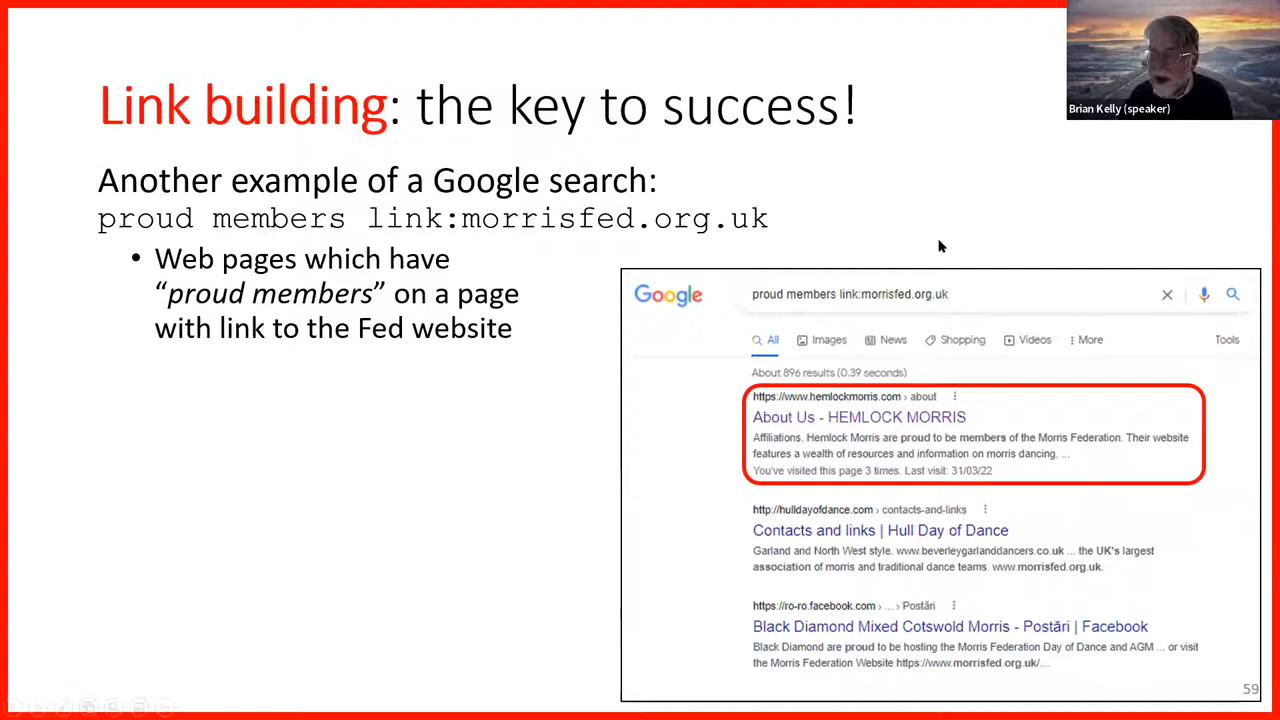 Brian Kelly (speaker)
Link building: the key to success!
Another example of a Google search:
proud members link:morrisfed.org.uk
• Web pages which have
“proud members” on a page
with link to the Fed website
Google
proud members link:morrisfed.org.uk
All Images News Shopping Videos More Tools
About 896 results (0.39 seconds)
https://www.hemlockmorris.com › about
About Us - HEMLOCK MORRIS
Affiliations. Hemlock Morris are proud to be members of the Morris Federation. Their website
features a wealth of resources and information on morris dancing, ...
You've visited this page 3 times. Last visit: 31/03/22
http://hulldayofdance.com › contacts-and-links
Contacts and links | Hull Day of Dance
Garland and North West style. www.beverleygarlanddancers.co.uk ... the UK's largest
association of morris and traditional dance teams. www.morrisfed.org.uk.
https://ro-ro.facebook.com › ... › Postări
Black Diamond Mixed Cotswold Morris - Postări | Facebook
Black Diamond are proud to be hosting the Morris Federation Day of Dance and AGM ... or visit
the Morris Federation Website https://www.morrisfed.org.uk/...
59